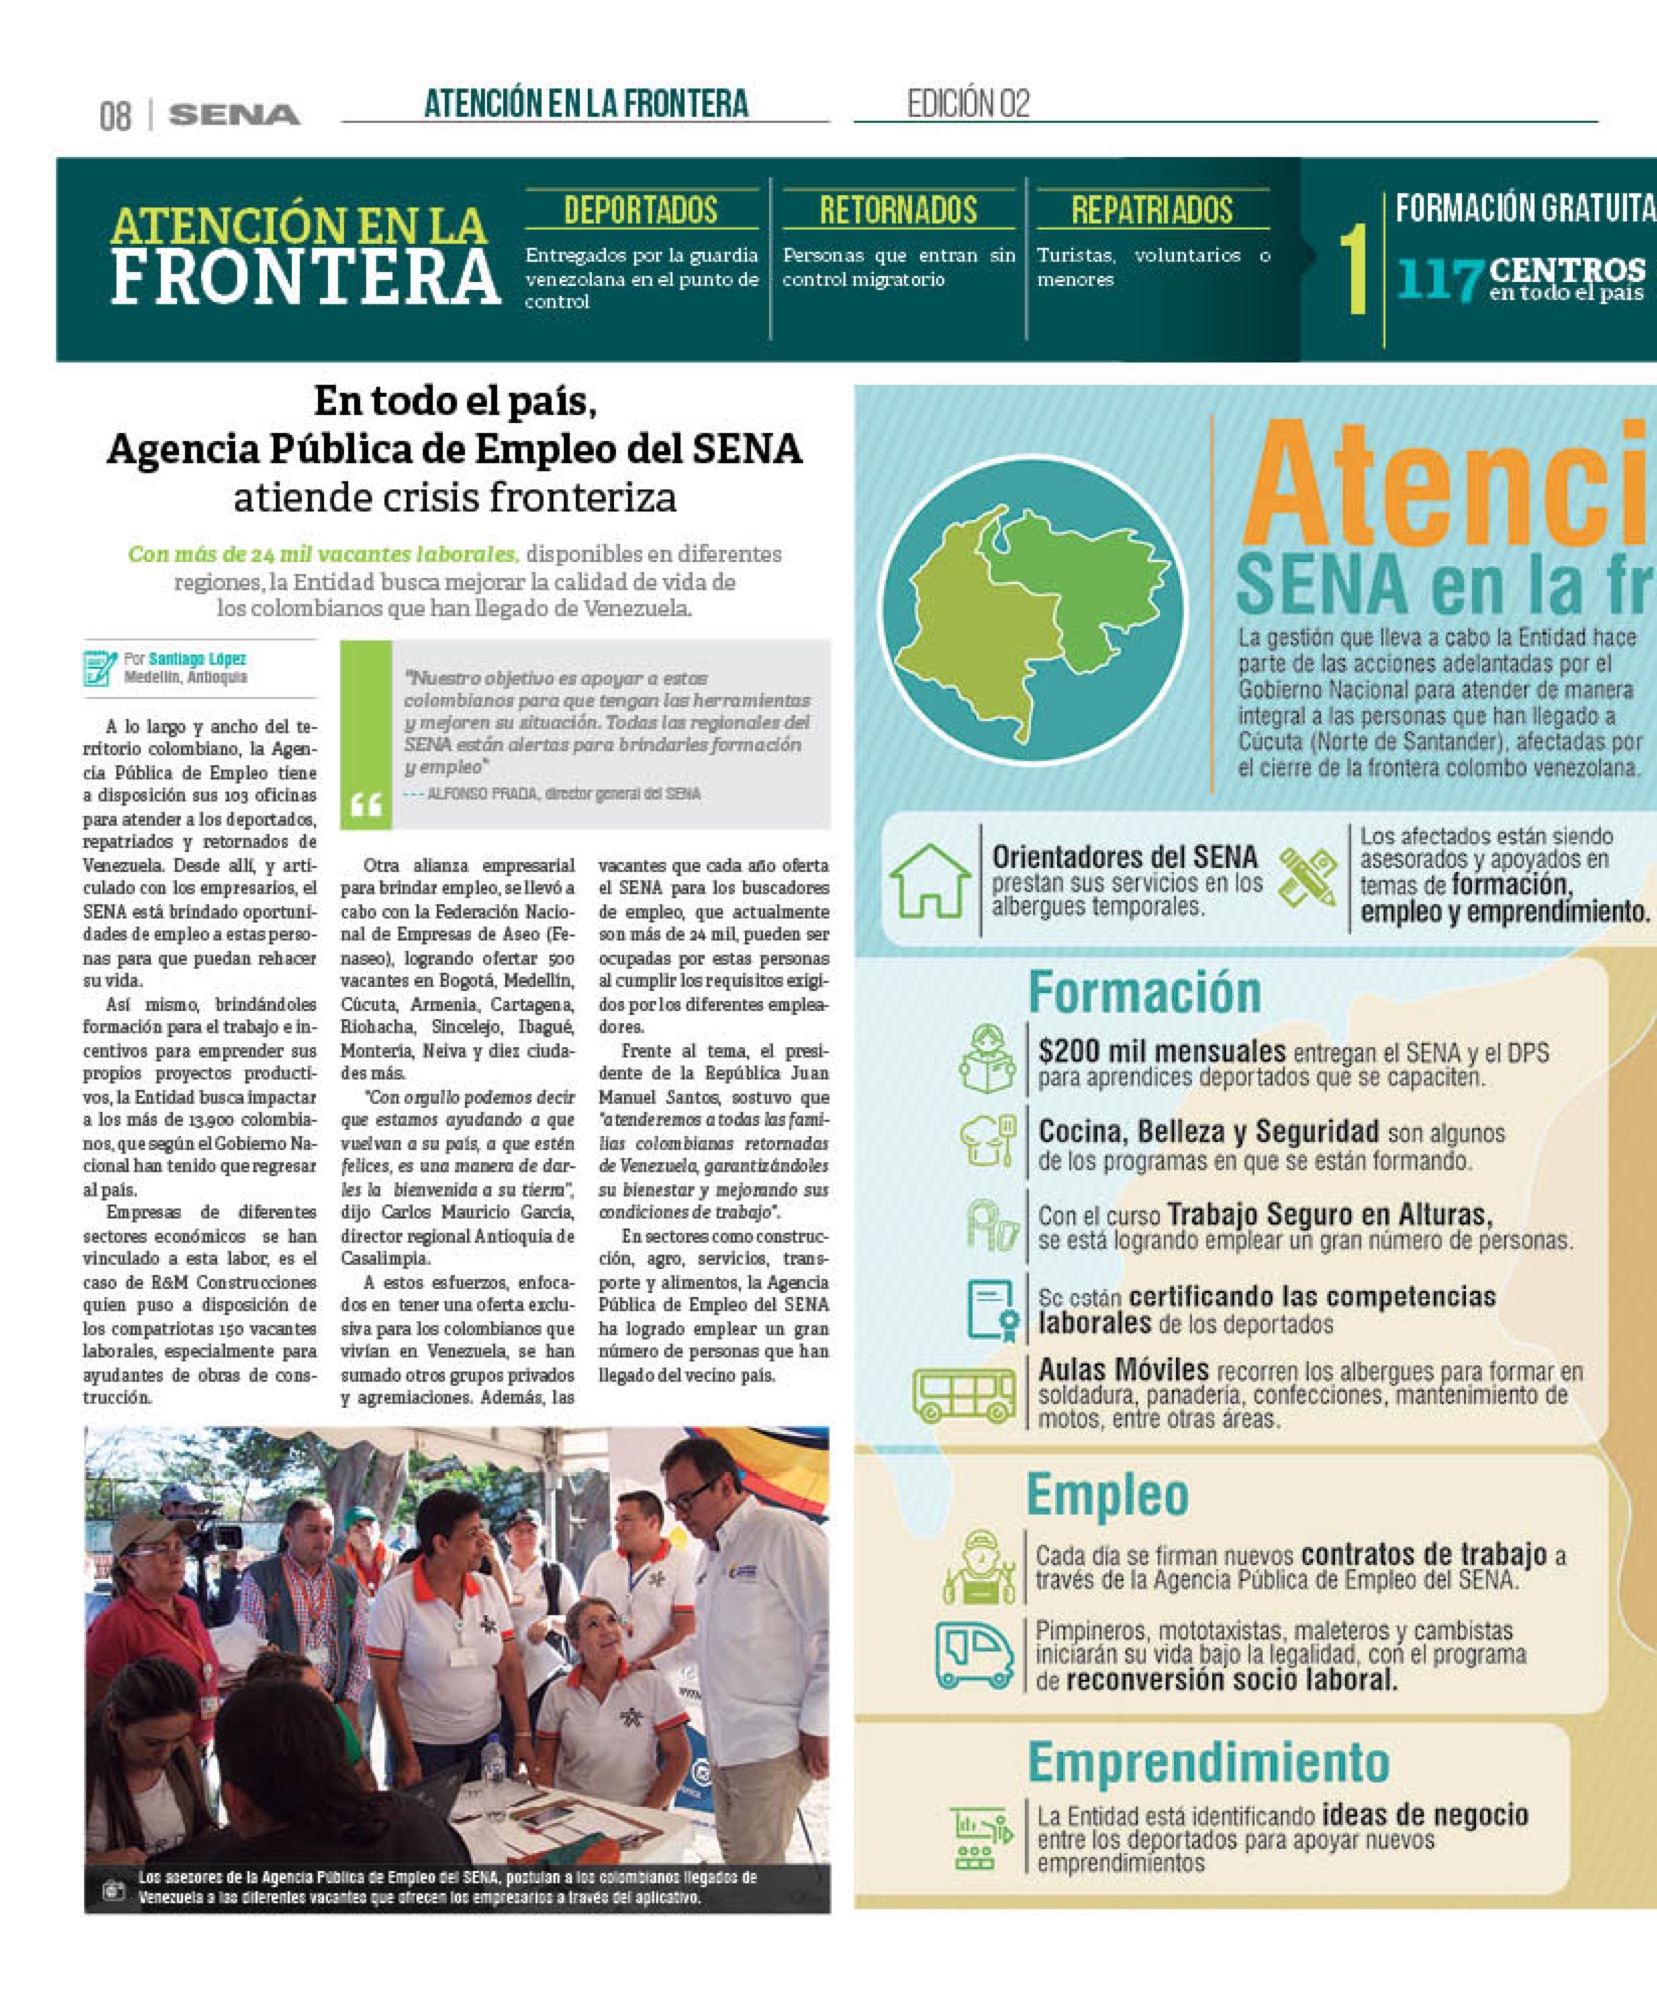 08 | SENA
ATENCIÓN EN LA FRONTERA
EDICIÓN 02
ATENCIÓN EN LA
FRONTERA
DEPORTADOS
Entregados por la guardia
venezolana en el punto de
control
RETORNADOS
Personas que entran sin
control migratorio
REPATRIADOS
Turistas, voluntarios o
menores
1
FORMACIÓN GRATUITA
117 CENTROS
en todo el país
En todo el país,
Agencia Pública de Empleo del SENA
atiende crisis fronteriza
Con más de 24 mil vacantes laborales, disponibles en diferentes
regiones, la Entidad busca mejorar la calidad de vida de
los colombianos que han llegado de Venezuela.
Por Santiago López
Medellín, Antioquia
A lo largo y ancho del te-
rritorio colombiano, la Agen-
cia Pública de Empleo tiene
a disposición sus 103 oficinas
para atender a los deportados,
repatriados y retornados de
Venezuela. Desde allí, y arti-
culado con los empresarios, el
SENA está brindado oportuni-
dades de empleo a estas perso-
nas para que puedan rehacer
su vida.
Así mismo, brindándoles
formación para el trabajo e in-
centivos para emprender sus
propios proyectos producti-
vos, la Entidad busca impactar
a los más de 13.900 colombia-
nos, que según el Gobierno Na-
cional han tenido que regresar
al país.
Empresas de diferentes
sectores económicos se han
vinculado a esta labor, es el
caso de R&M Construcciones
quien puso a disposición de
los compatriotas 150 vacantes
laborales, especialmente para
ayudantes de obras de cons-
trucción.
"Nuestro objetivo es apoyar a estos
colombianos para que tengan las herramientas
y mejoren su situación. Todas las regionales del
SENA están alertas para brindarles formación
y empleo"
--- ALFONSO PRADA, director general del SENA
Otra alianza empresarial
para brindar empleo, se llevó a
cabo con la Federación Nacio-
nal de Empresas de Aseo (Fe-
naseo), logrando ofertar 500
vacantes en Bogotá, Medellín,
Cúcuta, Armenia, Cartagena,
Riohacha, Sincelejo, Ibagué,
Montería, Neiva y diez ciuda-
des más.
"Con orgullo podemos decir
que estamos ayudando a que
vuelvan a su país, a que estén
felices, es una manera de dar-
les la bienvenida a su tierra",
dijo Carlos Mauricio García,
director regional Antioquia de
Casalimpia.
A estos esfuerzos, enfoca-
dos en tener una oferta exclu-
siva para los colombianos que
vivían en Venezuela, se han
sumado otros grupos privados
y agremiaciones. Además, las
vacantes que cada año oferta
el SENA para los buscadores
de empleo, que actualmente
son más de 24 mil, pueden ser
ocupadas por estas personas
al cumplir los requisitos exigi-
dos por los diferentes emplea-
dores.
Frente al tema, el presi-
dente de la República Juan
Manuel Santos, sostuvo que
"atenderemos a todas las fami-
lias colombianas retornadas
de Venezuela, garantizándoles
su bienestar y mejorando sus
condiciones de trabajo".
En sectores como construc-
ción, agro, servicios, trans-
porte y alimentos, la Agencia
Pública de Empleo del SENA
ha logrado emplear un gran
número de personas que han
llegado del vecino país.
Los asesores de la Agencia Pública de Empleo del SENA, postulan a los colombianos llegados de
Venezuela a las diferentes vacantes que ofrecen los empresarios a través del aplicativo.
Atenci
SENA en la fr
La gestión que lleva a cabo la Entidad hace
parte de las acciones adelantadas por el
Gobierno Nacional para atender de manera
integral a las personas que han llegado a
Cúcuta (Norte de Santander), afectadas por
el cierre de la frontera colombo venezolana.
Orientadores del SENA
prestan sus servicios en los
albergues temporales.
Los afectados están siendo
asesorados y apoyados en
temas de formación,
empleo y emprendimiento.
Formación
$200 mil mensuales entregan el SENA y el DPS
para aprendices deportados que se capaciten.
Cocina, Belleza y Seguridad son algunos
de los programas en que se están formando.
Con el curso Trabajo Seguro en Alturas,
se está logrando emplear un gran número de personas.
Se están certificando las competencias
laborales de los deportados
Aulas Móviles recorren los albergues para formar en
soldadura, panadería, confecciones, mantenimiento de
motos, entre otras áreas.
Empleo
Cada día se firman nuevos contratos de trabajo a
través de la Agencia Pública de Empleo del SENA.
Pimpineros, mototaxistas, maleteros y cambistas
iniciarán su vida bajo la legalidad, con el programa
de reconversión socio laboral.
Emprendimiento
La Entidad está identificando ideas de negocio
entre los deportados para apoyar nuevos
emprendimientos